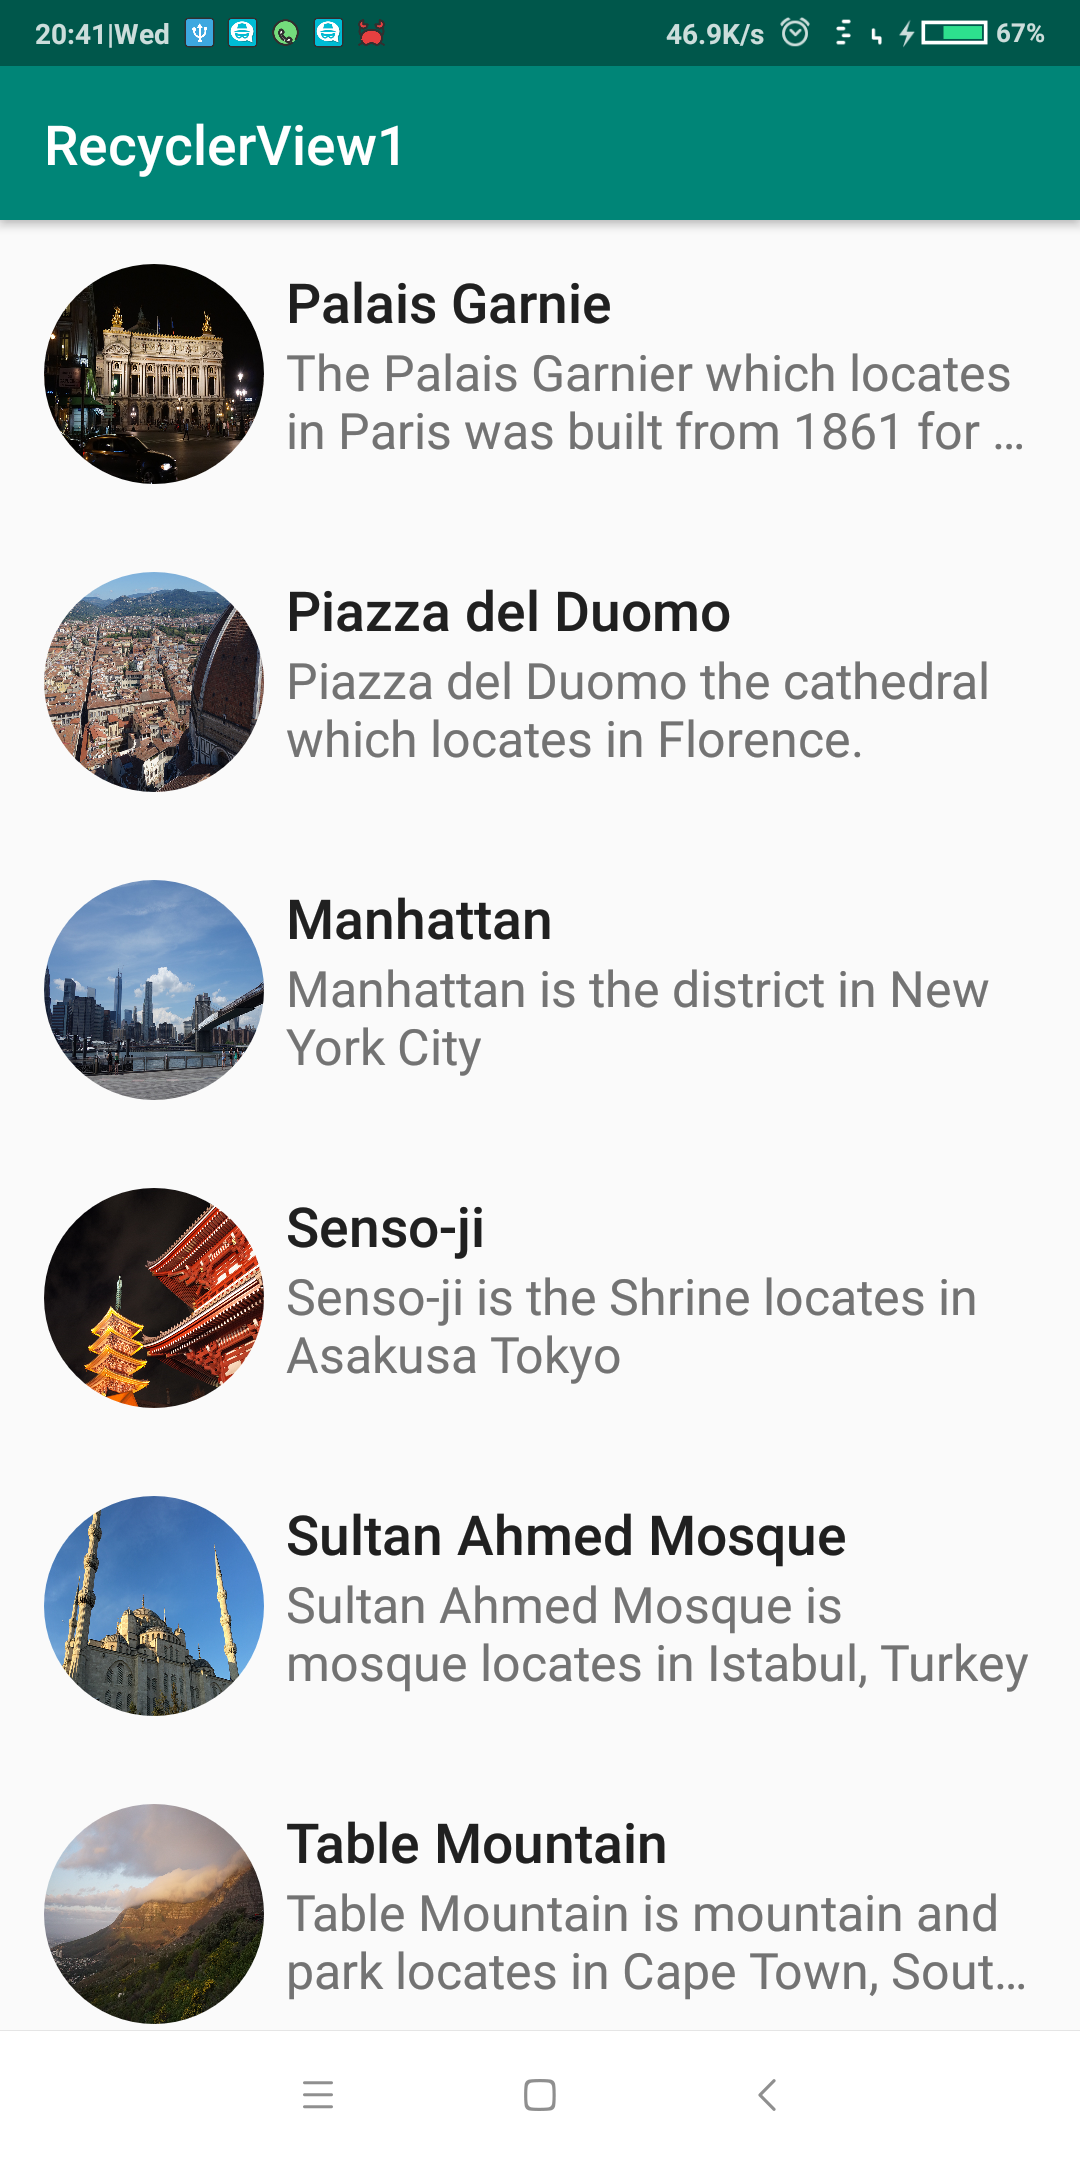 20:41|Wed 46.9K/s 67%
RecyclerView1
Palais Garnie
The Palais Garnier which locates
in Paris was built from 1861 for ...
Piazza del Duomo
Piazza del Duomo the cathedral
which locates in Florence.
Manhattan
Manhattan is the district in New
York City
Senso-ji
Senso-ji is the Shrine locates in
Asakusa Tokyo
Sultan Ahmed Mosque
Sultan Ahmed Mosque is
mosque locates in Istabul, Turkey
Table Mountain
Table Mountain is mountain and
park locates in Cape Town, Sout...